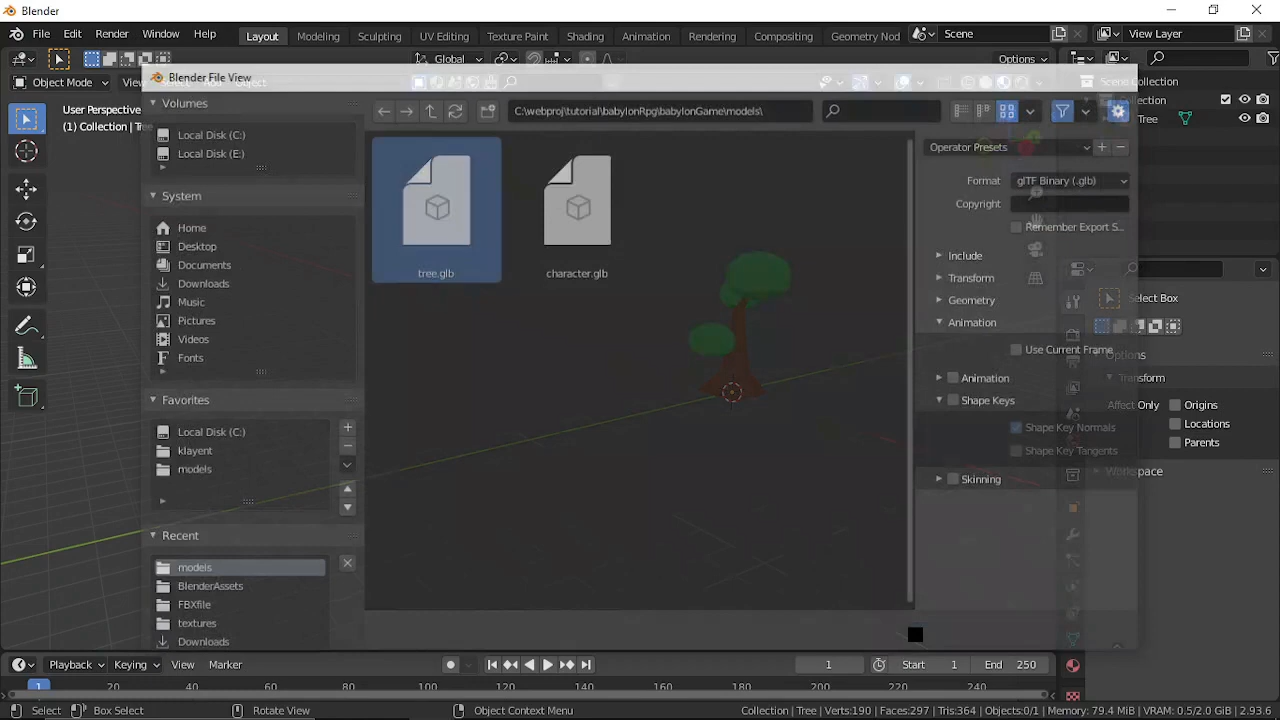 Blender
File Edit Render Window Help
Layout Modeling Sculpting UV Editing Texture Paint Shading Animation Rendering Compositing Geometry Nod
Scene
View Layer
Global
Options
Object Mode
Blender File View
Object
Scene Collection
Collection
Tree
User Perspective
(1) Collection | Tree
Volumes
Local Disk (C:)
Local Disk (E:)
System
Home
Desktop
Documents
Downloads
Music
Pictures
Videos
Fonts
Favorites
Local Disk (C:)
klayent
models
Recent
models
BlenderAssets
FBXfile
textures
Downloads
C:\webproj\tutorial\babylonRpg\babylonGame\models\
tree.glb
character.glb
Operator Presets
Format glTF Binary (.glb)
Copyright
Remember Export S...
Include
Transform
Geometry
Animation
Use Current Frame
Animation
Shape Keys
Shape Key Normals
Shape Key Tangents
Skinning
Select Box
Options
Transform
Affect Only Origins
Locations
Parents
Workspace
Playback Keying View Marker
1
Start 1
End 250
1 20 40 60 80 100 120 140 160 180 200 220 240
Select Box Select Rotate View Object Context Menu
Collection | Tree | Verts:190 | Faces:297 | Tris:364 | Objects:0/1 | Memory: 79.4 MiB | VRAM: 0.5/2.0 GiB | 2.93.6